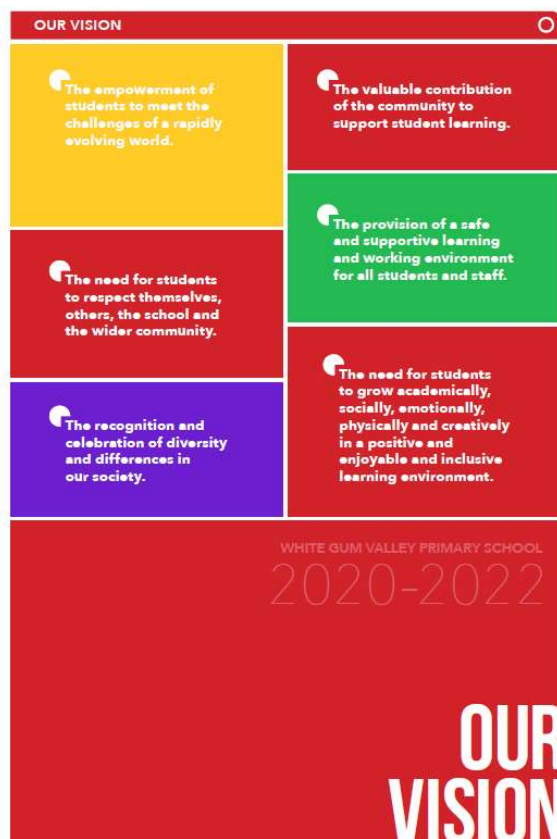 OUR VISION
The empowerment of
students to meet the
challenges of a rapidly
evolving world.
The need for students
to respect themselves,
others, the school and
the wider community.
The recognition and
celebration of diversity
and differences in
our society.
The valuable contribution
of the community to
support student learning.
The provision of a safe
and supportive learning
and working environment
for all students and staff.
The need for students
to grow academically,
socially, emotionally,
physically and creatively
in a positive and
enjoyable and inclusive
learning environment.
WHITE GUM VALLEY PRIMARY SCHOOL
2020-2022
OUR
VISION